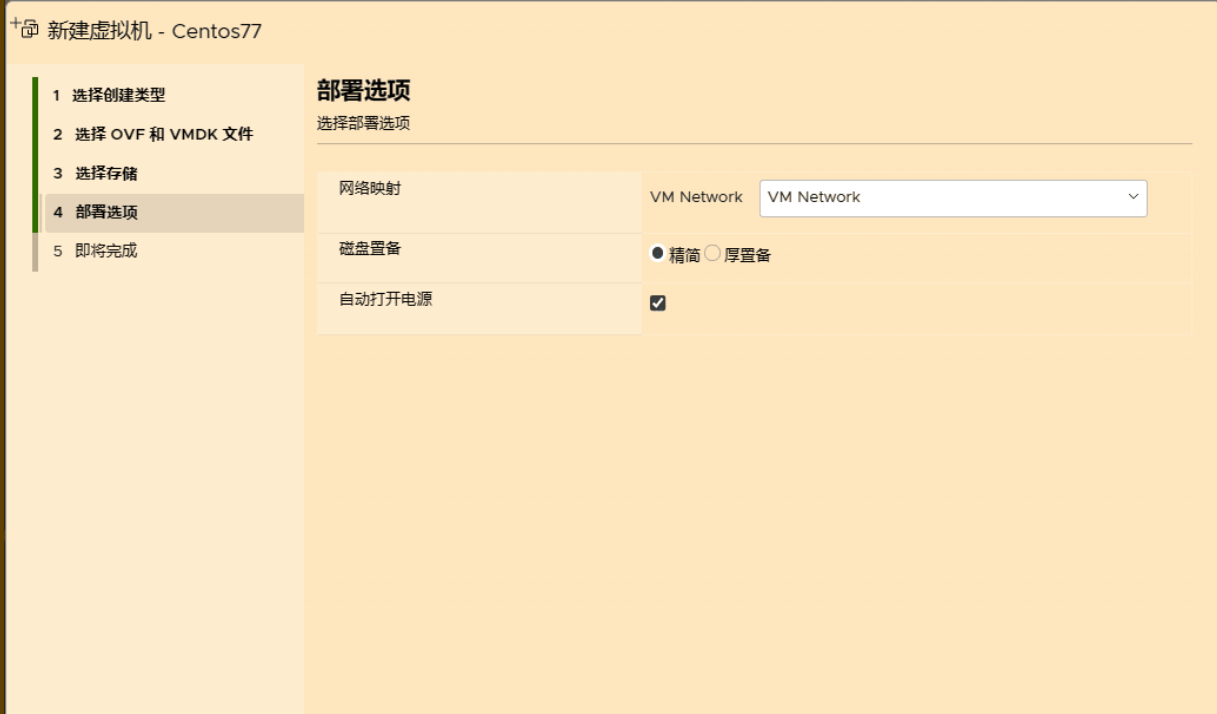 新建虚拟机 - Centos77
1 选择创建类型
2 选择 OVF 和 VMDK 文件
3 选择存储
4 部署选项
5 即将完成
部署选项
选择部署选项
网络映射
VM Network VM Network
磁盘置备
精简 厚置备
自动打开电源